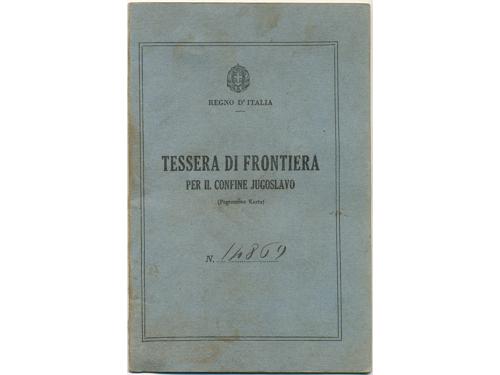 REGNO D'ITALIA
TESSERA DI FRONTIERA
PER IL CONFINE JUGOSLAVO
(Pogranična Karta)
N. 14869